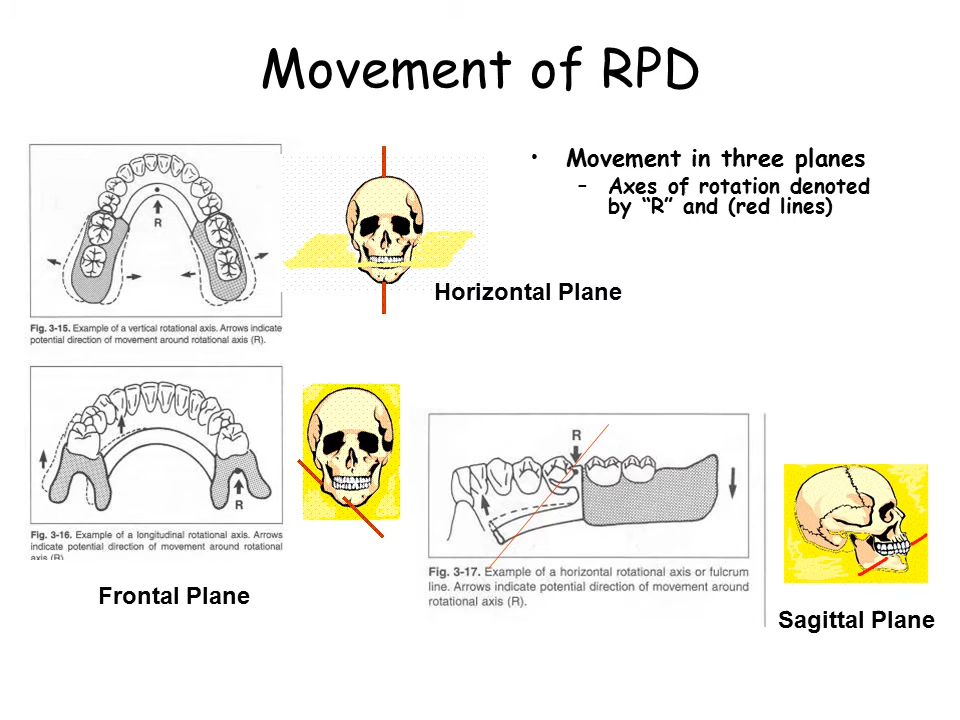 Movement of RPD
• Movement in three planes
– Axes of rotation denoted
by “R” and (red lines)
R
Fig. 3-15. Example of a vertical rotational axis. Arrows indicate
potential direction of movement around rotational axis (R).
Horizontal Plane
R
Fig. 3-16. Example of a longitudinal rotational axis. Arrows
indicate potential direction of movement around rotational
axis (R).
Frontal Plane
R
Fig. 3-17. Example of a horizontal rotational axis or fulcrum
line. Arrows indicate potential direction of movement around
rotational axis (R).
Sagittal Plane